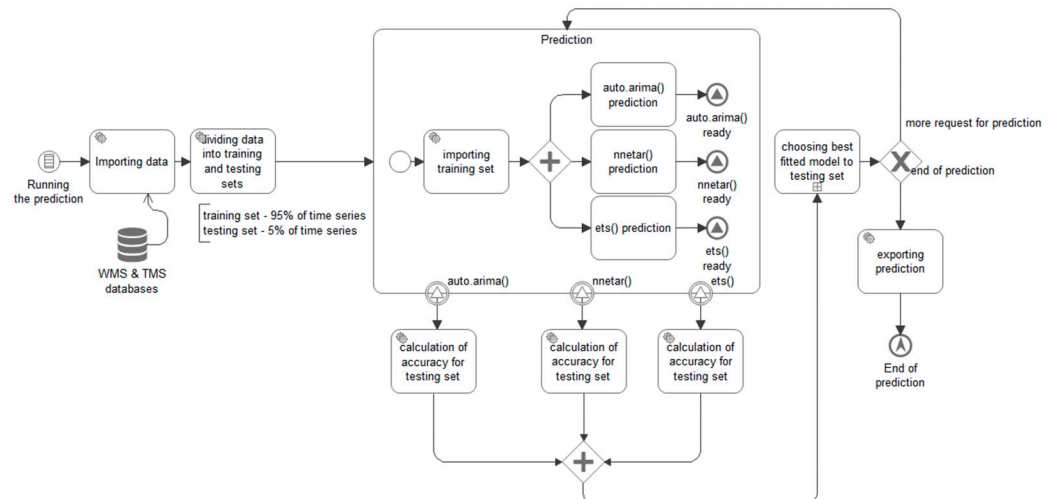 Prediction
Running
the prediction
Importing data
dividing data
into training
and testing
sets
training set - 95% of time series
testing set - 5% of time series
WMS & TMS
databases
importing
training set
auto.arima()
prediction
auto.arima()
ready
nnetar()
prediction
nnetar()
ready
ets() prediction
ets()
ready
auto.arima()
nnetar()
ets()
calculation of
accuracy for
testing set
calculation of
accuracy for
testing set
calculation of
accuracy for
testing set
choosing best
fitted model to
testing set
more request for prediction
end of prediction
exporting
prediction
End of
prediction